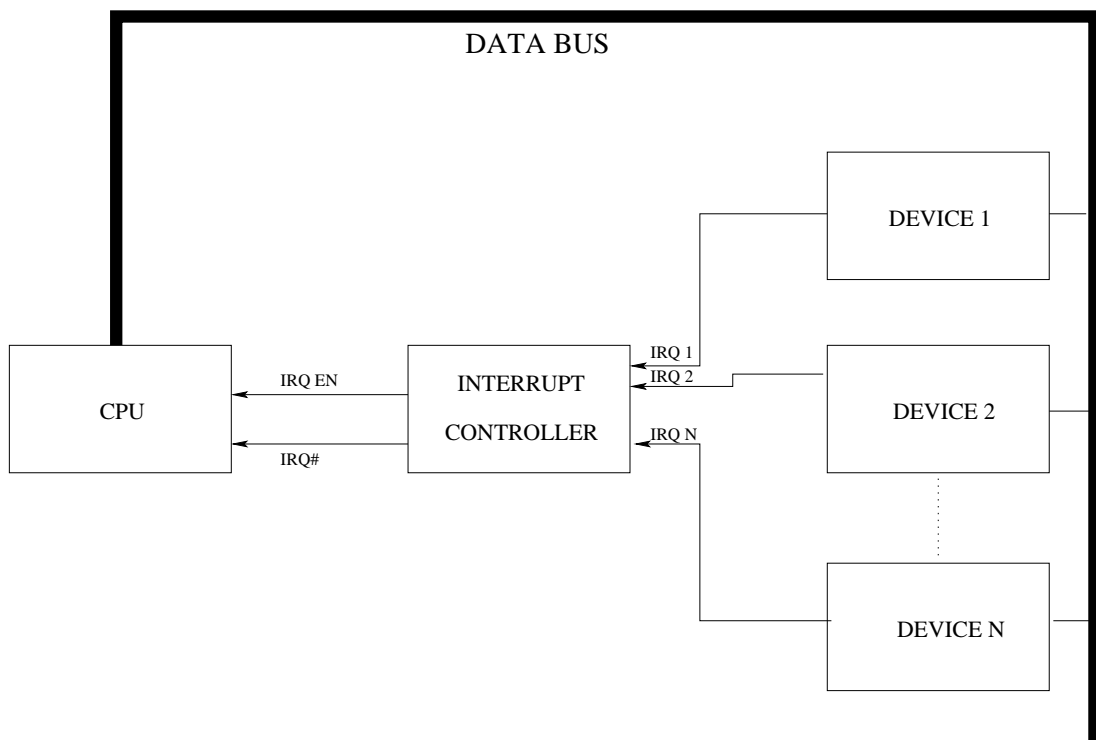 DATA BUS
DEVICE 1
IRQ 1
IRQ 2
IRQ EN
INTERRUPT
CONTROLLER
CPU
DEVICE 2
IRQ N
IRQ#
DEVICE N